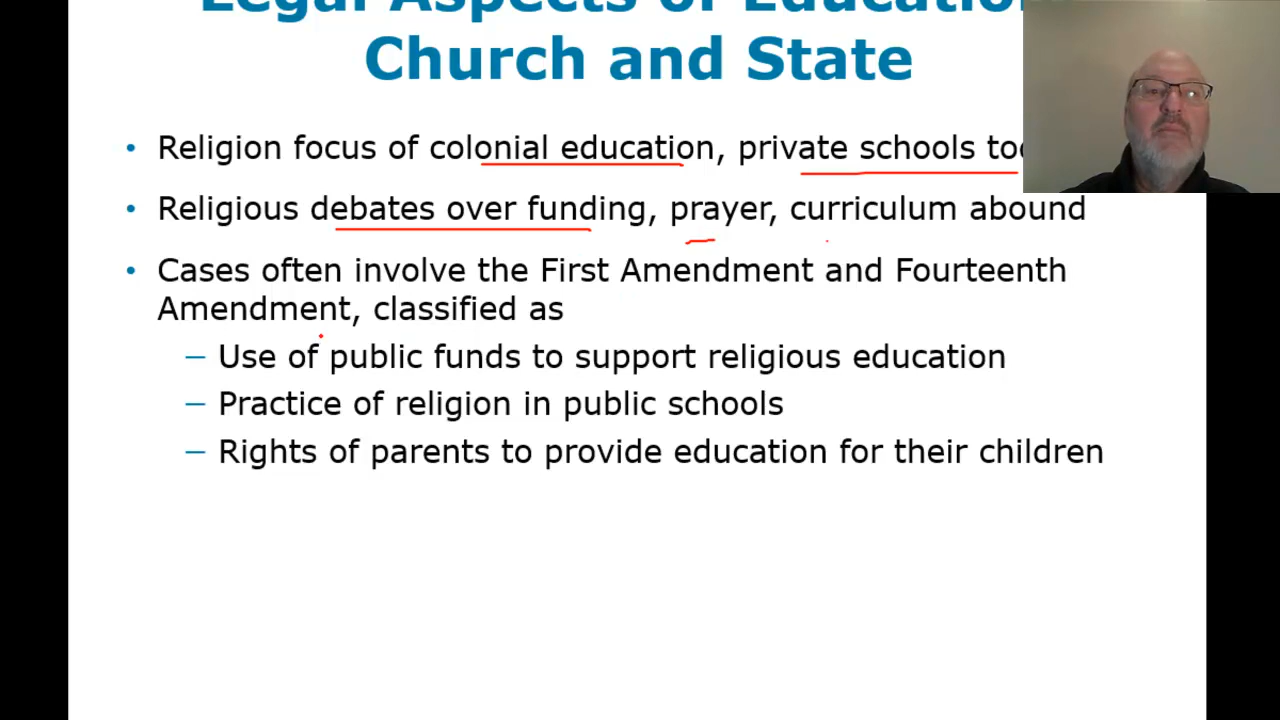 Legal Aspects of Education
Church and State
• Religion focus of colonial education, private schools too
• Religious debates over funding, prayer, curriculum abound
• Cases often involve the First Amendment and Fourteenth
Amendment, classified as
– Use of public funds to support religious education
– Practice of religion in public schools
– Rights of parents to provide education for their children